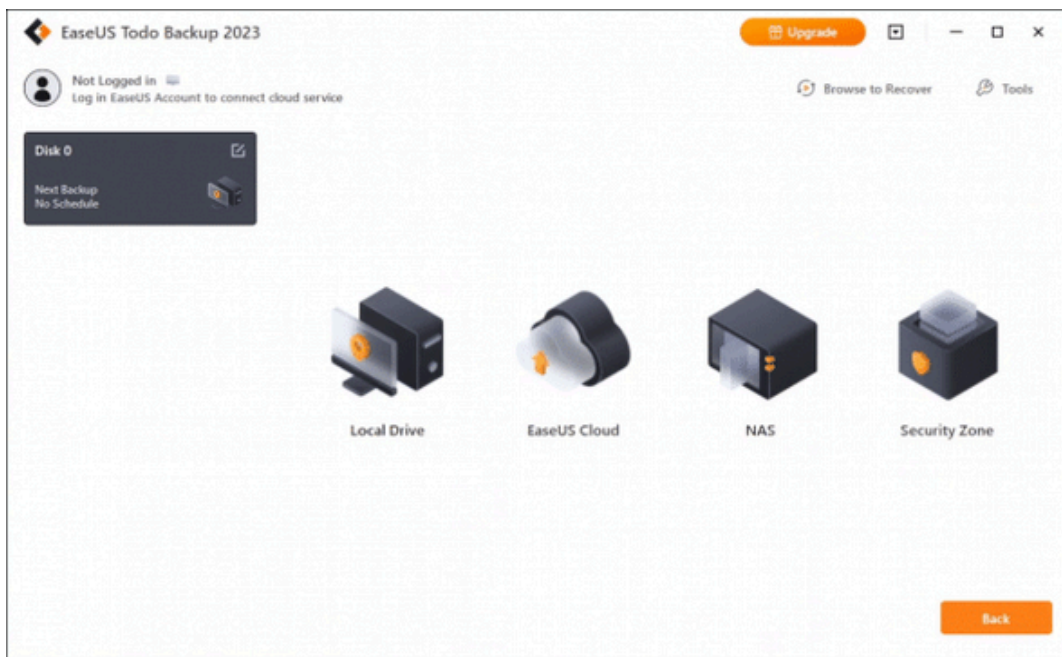 EaseUS Todo Backup 2023
Upgrade
Not Logged in
Log in EaseUS Account to connect cloud service
Browse to Recover
Tools
Disk 0
Next Backup
No Schedule
Local Drive
EaseUS Cloud
NAS
Security Zone
Back